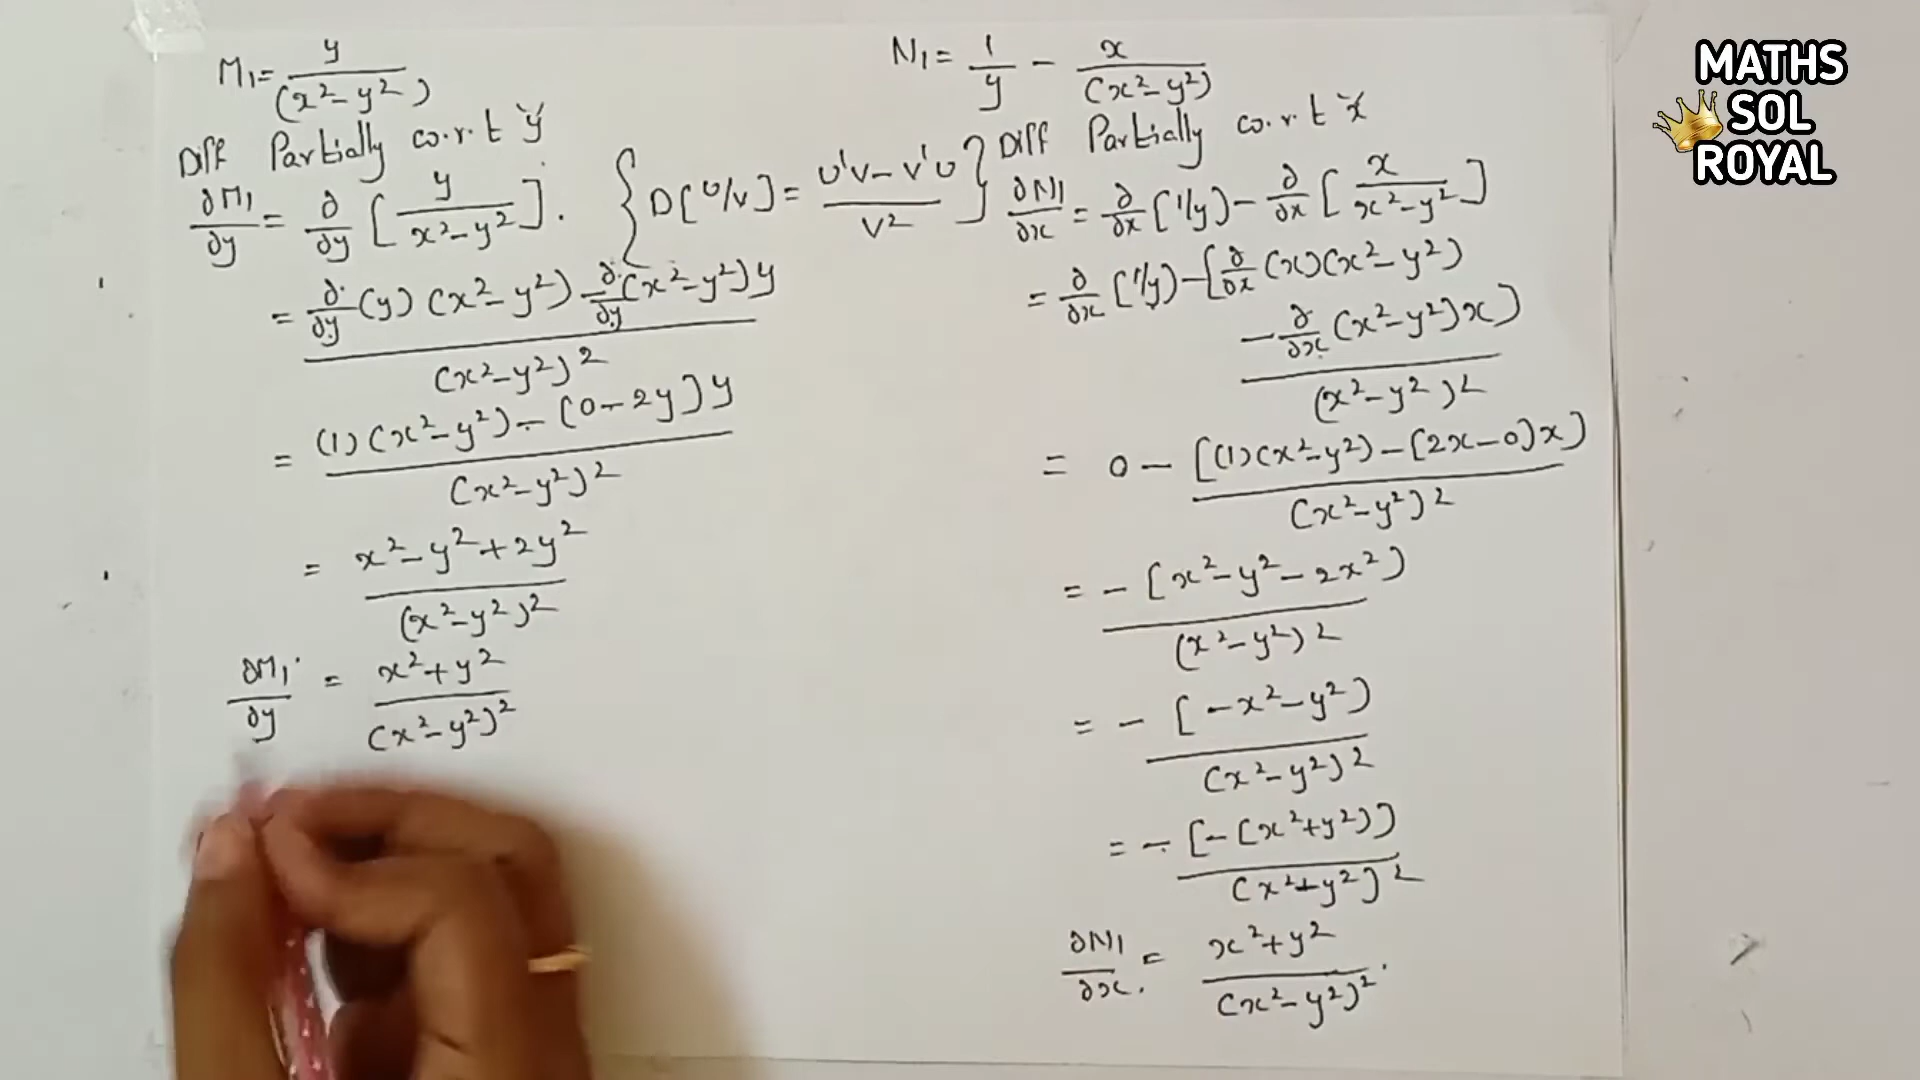 M₁ = y / (x² - y²)
Diff Partially w.r.t 'y'
∂M₁/∂y = ∂/∂y [y / x² - y²].
{ D[U/V] = U'V - V'U / V² }
= ∂/∂y (y) (x² - y²) - ∂/∂y (x² - y²) y / (x² - y²)²
= (1) (x² - y²) - (0 - 2y) y / (x² - y²)²
= x² - y² + 2y² / (x² - y²)²
∂M₁/∂y = x² + y² / (x² - y²)²
N₁ = 1/y - x / (x² - y²)
Diff Partially w.r.t 'x'
∂N₁/∂x = ∂/∂x [1/y] - ∂/∂x [x / x² - y²]
= ∂/∂x [1/y] - [∂/∂x (x) (x² - y²)
- ∂/∂x (x² - y²) x] / (x² - y²)²
= 0 - [(1) (x² - y²) - [2x - 0) x] / (x² - y²)²
= - [x² - y² - 2x²) / (x² - y²)²
= - [-x² - y²) / (x² - y²)²
= - [-(x² + y²)] / (x² - y²)²
∂N₁/∂x = x² + y² / (x² - y²)².
MATHS
SOL
ROYAL